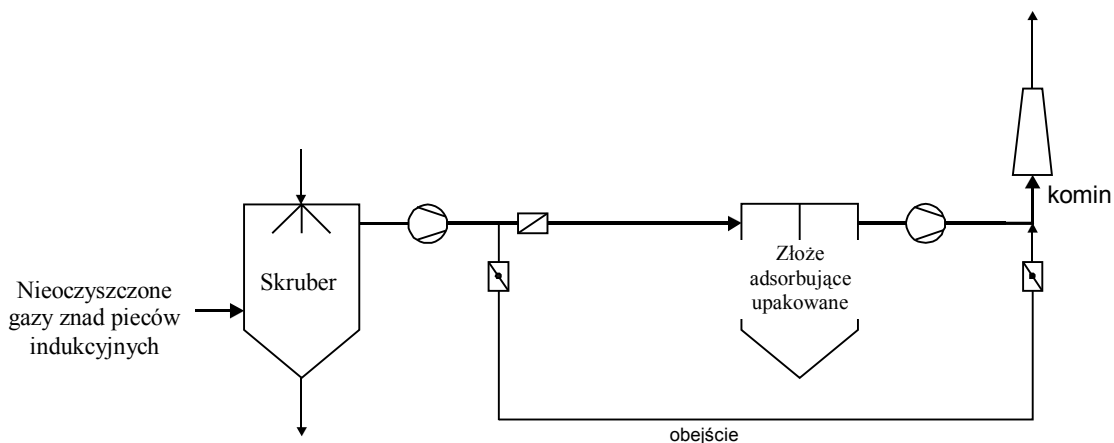 komin
Skruber
Złoże
adsorbujące
upakowane
Nieoczyszczone
gazy znad pieców
indukcyjnych
obejście